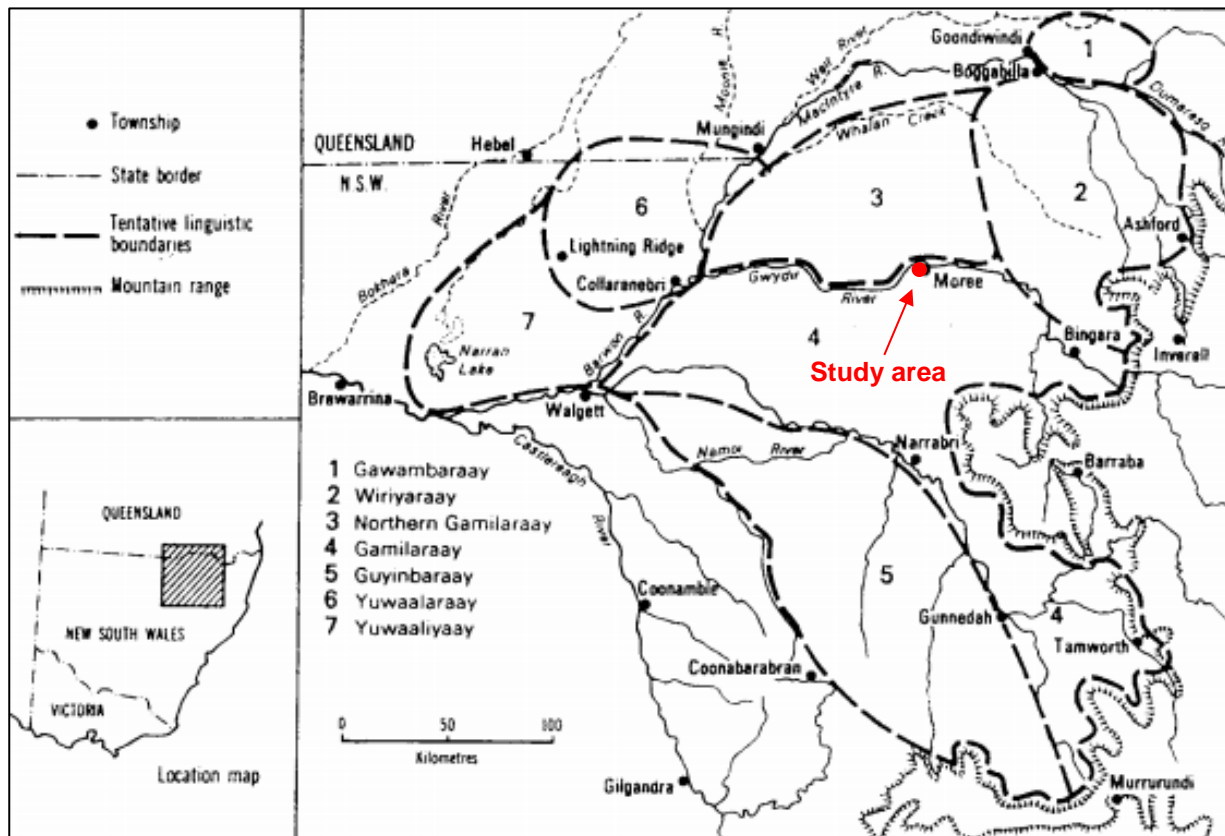 Township
State border
Tentative linguistic
boundaries
Mountain range
QUEENSLAND
NEW SOUTH WALES
VICTORIA
Location map
Goondiwindi
1
Boggabilla
Weir River
MacIntyre R.
Moonie R.
Dumaresq
QUEENSLAND
Hebel
Mungindi
Whalan Creek
N.S.W.
6
3
2
Ashford
Bokhara River
Lightning Ridge
Collarenebri
Gwydir
River
Moree
7
Barwon R.
4
Bingara
Inverell
Study area
Narran
Lake
Brewarrina
Walgett
Castlereagh
River
Namoi River
Narrabri
Barraba
1 Gawambaraay
2 Wiriyaraay
3 Northern Gamilaraay
4 Gamilaraay
5 Guyinbaraay
6 Yuwaalaraay
7 Yuwaaliyaay
5
Coonamble
Gunnedah
4
Tamworth
Coonabarabran
0 50 100
Kilometres
Gilgandra
Murrurundi